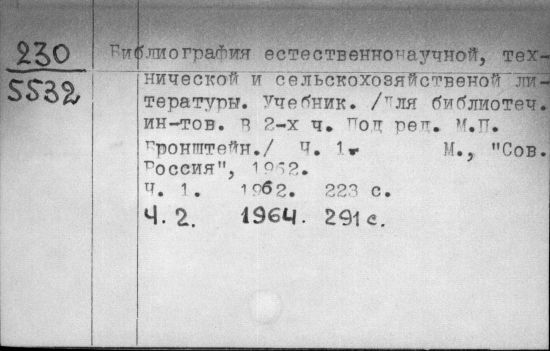 230
5532
Библиография естественнонаучной, тех-
нической и сельскохозяйственой ли-
тературы. Учебник. /Для библиотеч.
ин-тов. В 2-х ч. Под ред. М.П.
Бронштейн./ Ч. 1. М., "Сов.
Россия", 1962.
Ч. 1. 1962. 223 с.
Ч. 2. 1964. 291 с.